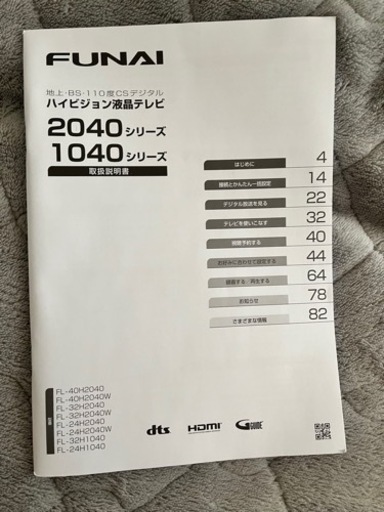 FUNAI
地上・BS・110度CSデジタル
ハイビジョン液晶テレビ
2040シリーズ
1040シリーズ
取扱説明書
はじめに 4
接続とかんたん一括設定 14
デジタル放送を見る 22
テレビを使いこなす 32
視聴予約する 40
お好みに合わせて設定する 44
録画する/再生する 64
お知らせ 78
さまざまな情報 82
FL-40H2040
FL-40H2040W
FL-32H2040
FL-32H2040W
FL-24H2040
FL-24H2040W
FL-32H1040
FL-24H1040
dts
HDMI
G GUIDE